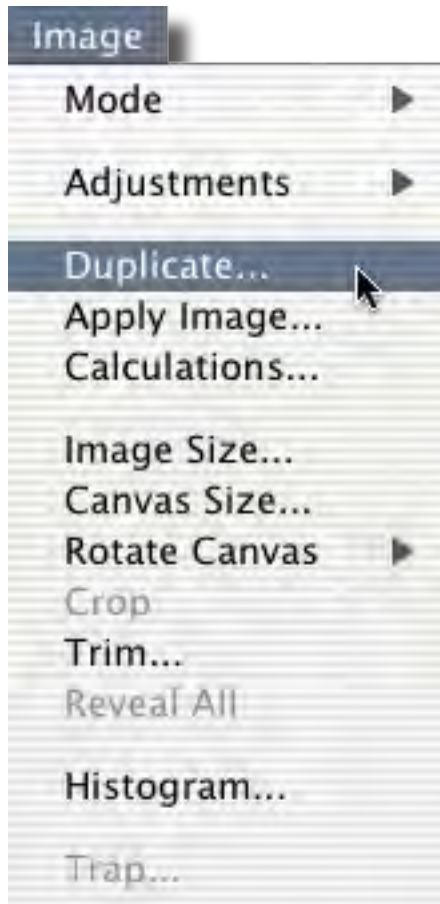 Image
Mode
Adjustments
Duplicate...
Apply Image...
Calculations...
Image Size...
Canvas Size...
Rotate Canvas
Crop
Trim...
Reveal All
Histogram...
Trap...